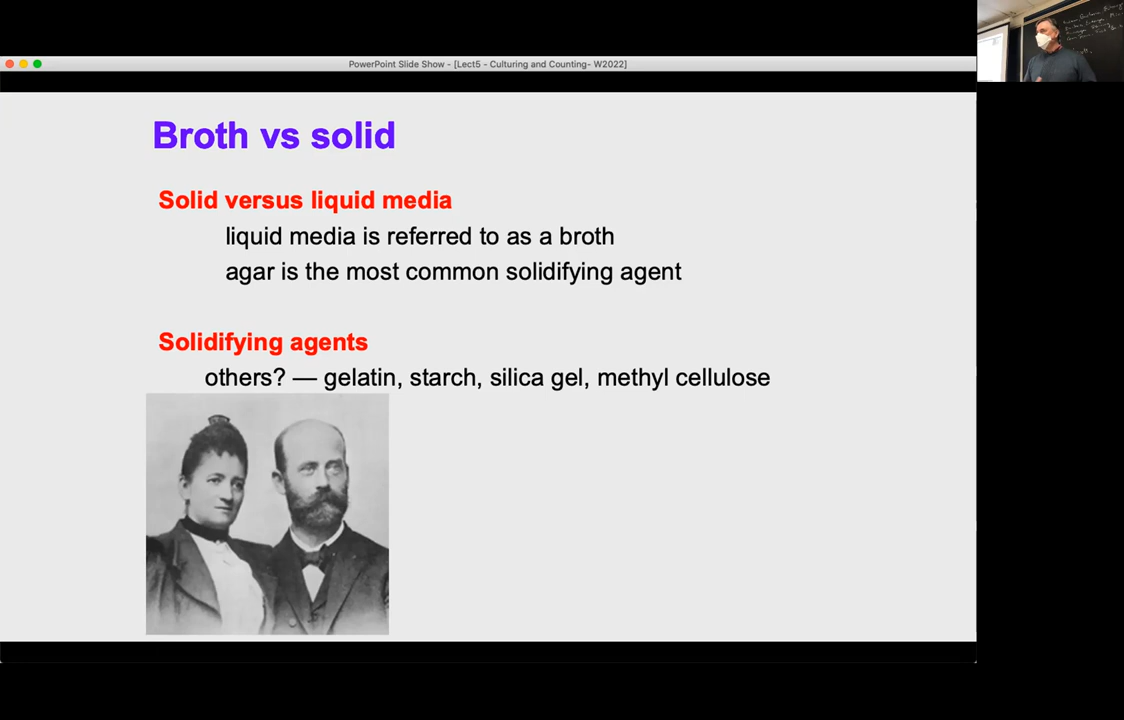 PowerPoint Slide Show - [Lect5 - Culturing and Counting- W2022]
Broth vs solid
Solid versus liquid media
liquid media is referred to as a broth
agar is the most common solidifying agent
Solidifying agents
others? — gelatin, starch, silica gel, methyl cellulose